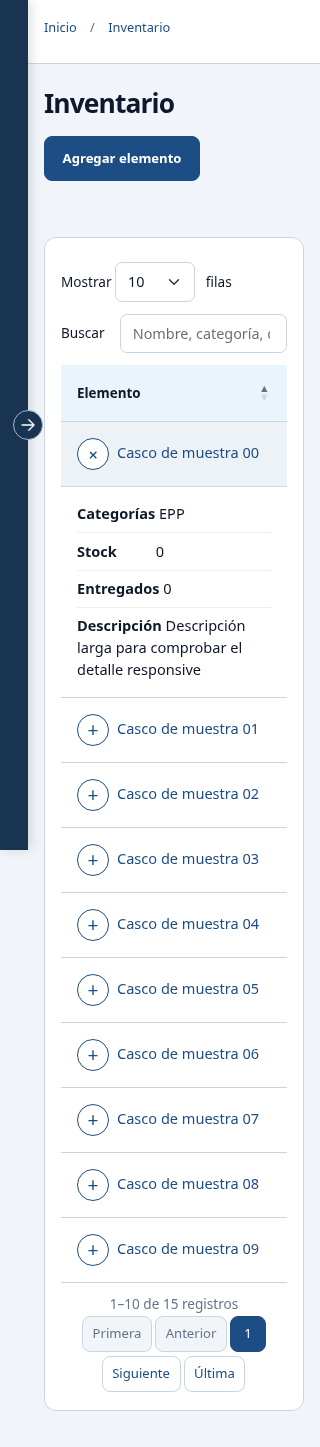 Inicio / Inventario
Inventario
Agregar elemento
Mostrar 10 filas
Buscar Nombre, categoría, c
Elemento
Casco de muestra 00
Categorías EPP
Stock 0
Entregados 0
Descripción Descripción
larga para comprobar el
detalle responsive
Casco de muestra 01
Casco de muestra 02
Casco de muestra 03
Casco de muestra 04
Casco de muestra 05
Casco de muestra 06
Casco de muestra 07
Casco de muestra 08
Casco de muestra 09
1–10 de 15 registros
Primera Anterior 1
Siguiente Última